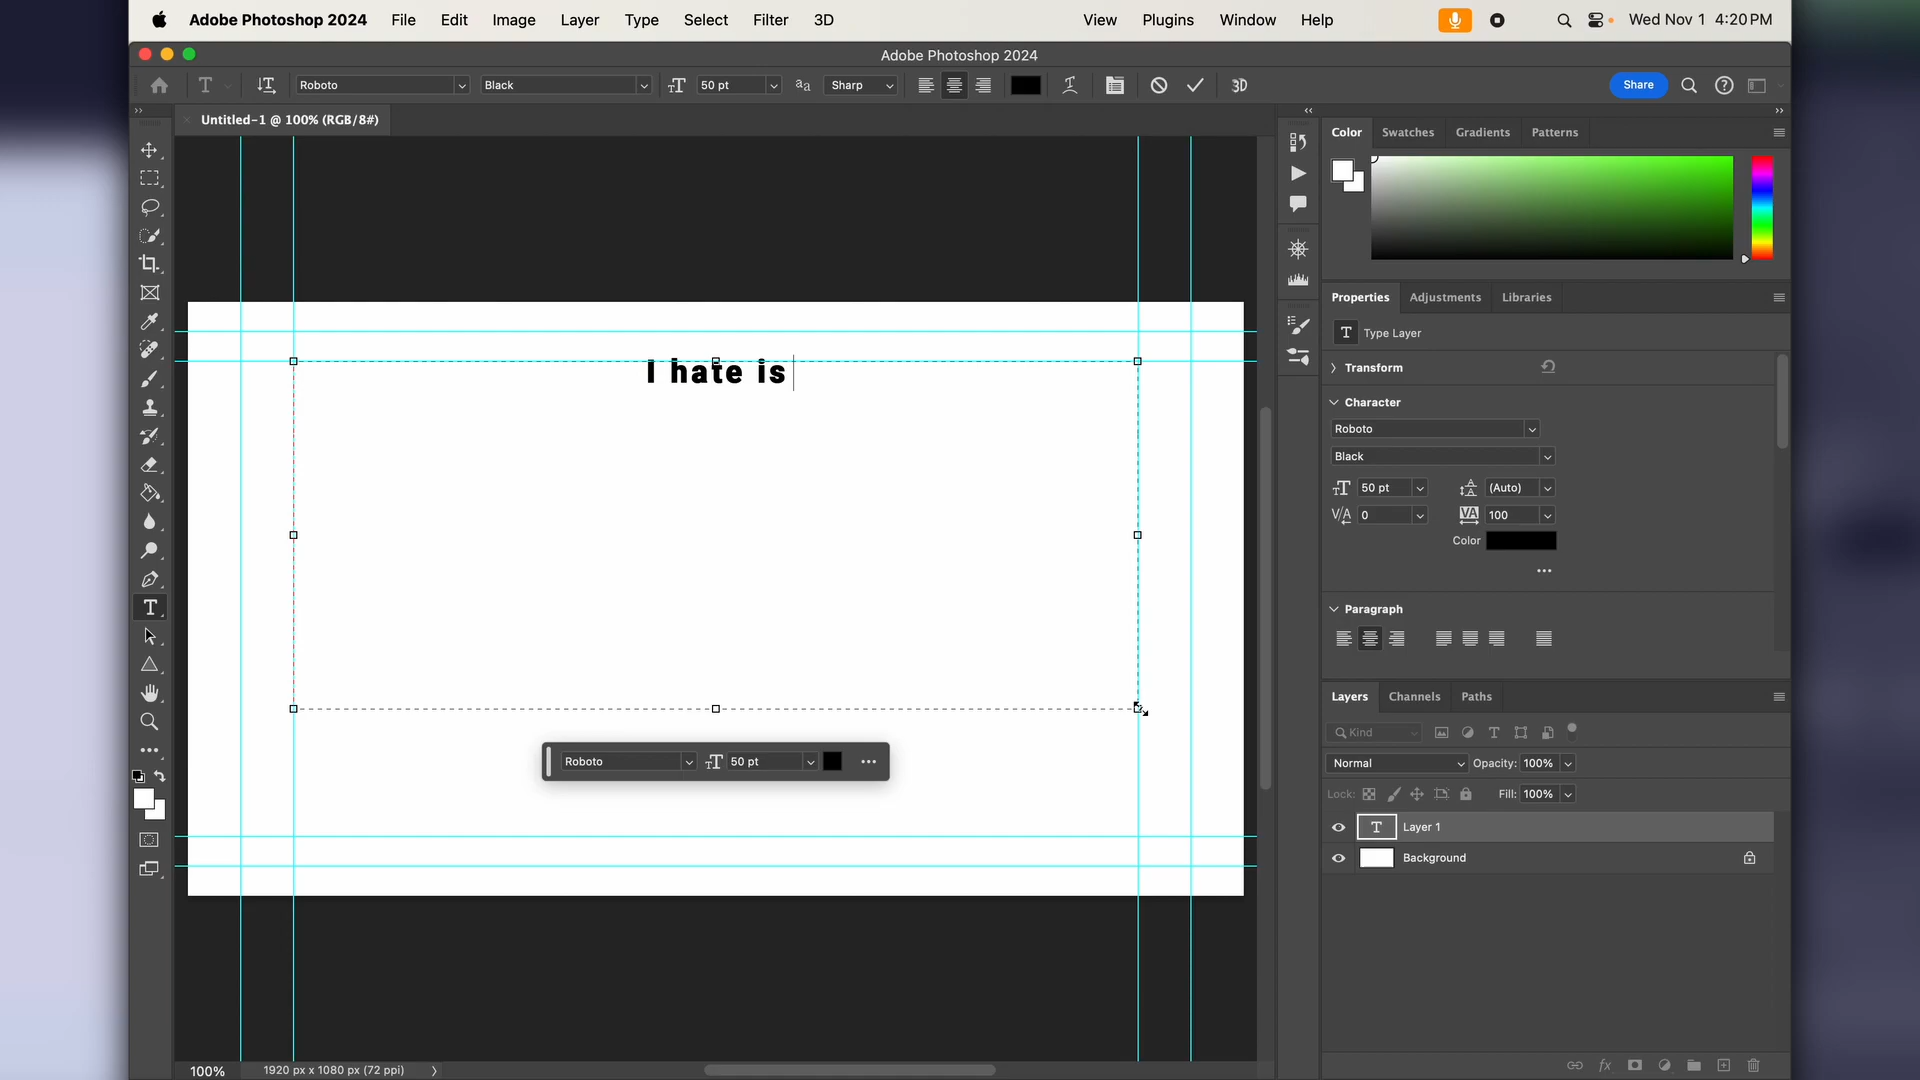 Adobe Photoshop 2024 File Edit Image Layer Type Select Filter 3D View Plugins Window Help Wed Nov 1 4:20 PM
Adobe Photoshop 2024
Roboto Black 50 pt Sharp 3D Share
Untitled-1 @ 100% (RGB/8#)
Color Swatches Gradients Patterns
Properties Adjustments Libraries
Type Layer
Transform
I hate is
Character
Roboto
Black
50 pt (Auto)
0 100
Color
Paragraph
Layers Channels Paths
Kind
Roboto 50 pt
Normal Opacity: 100%
Lock: Fill: 100%
Layer 1
Background
100% 1920 px x 1080 px (72 ppi)